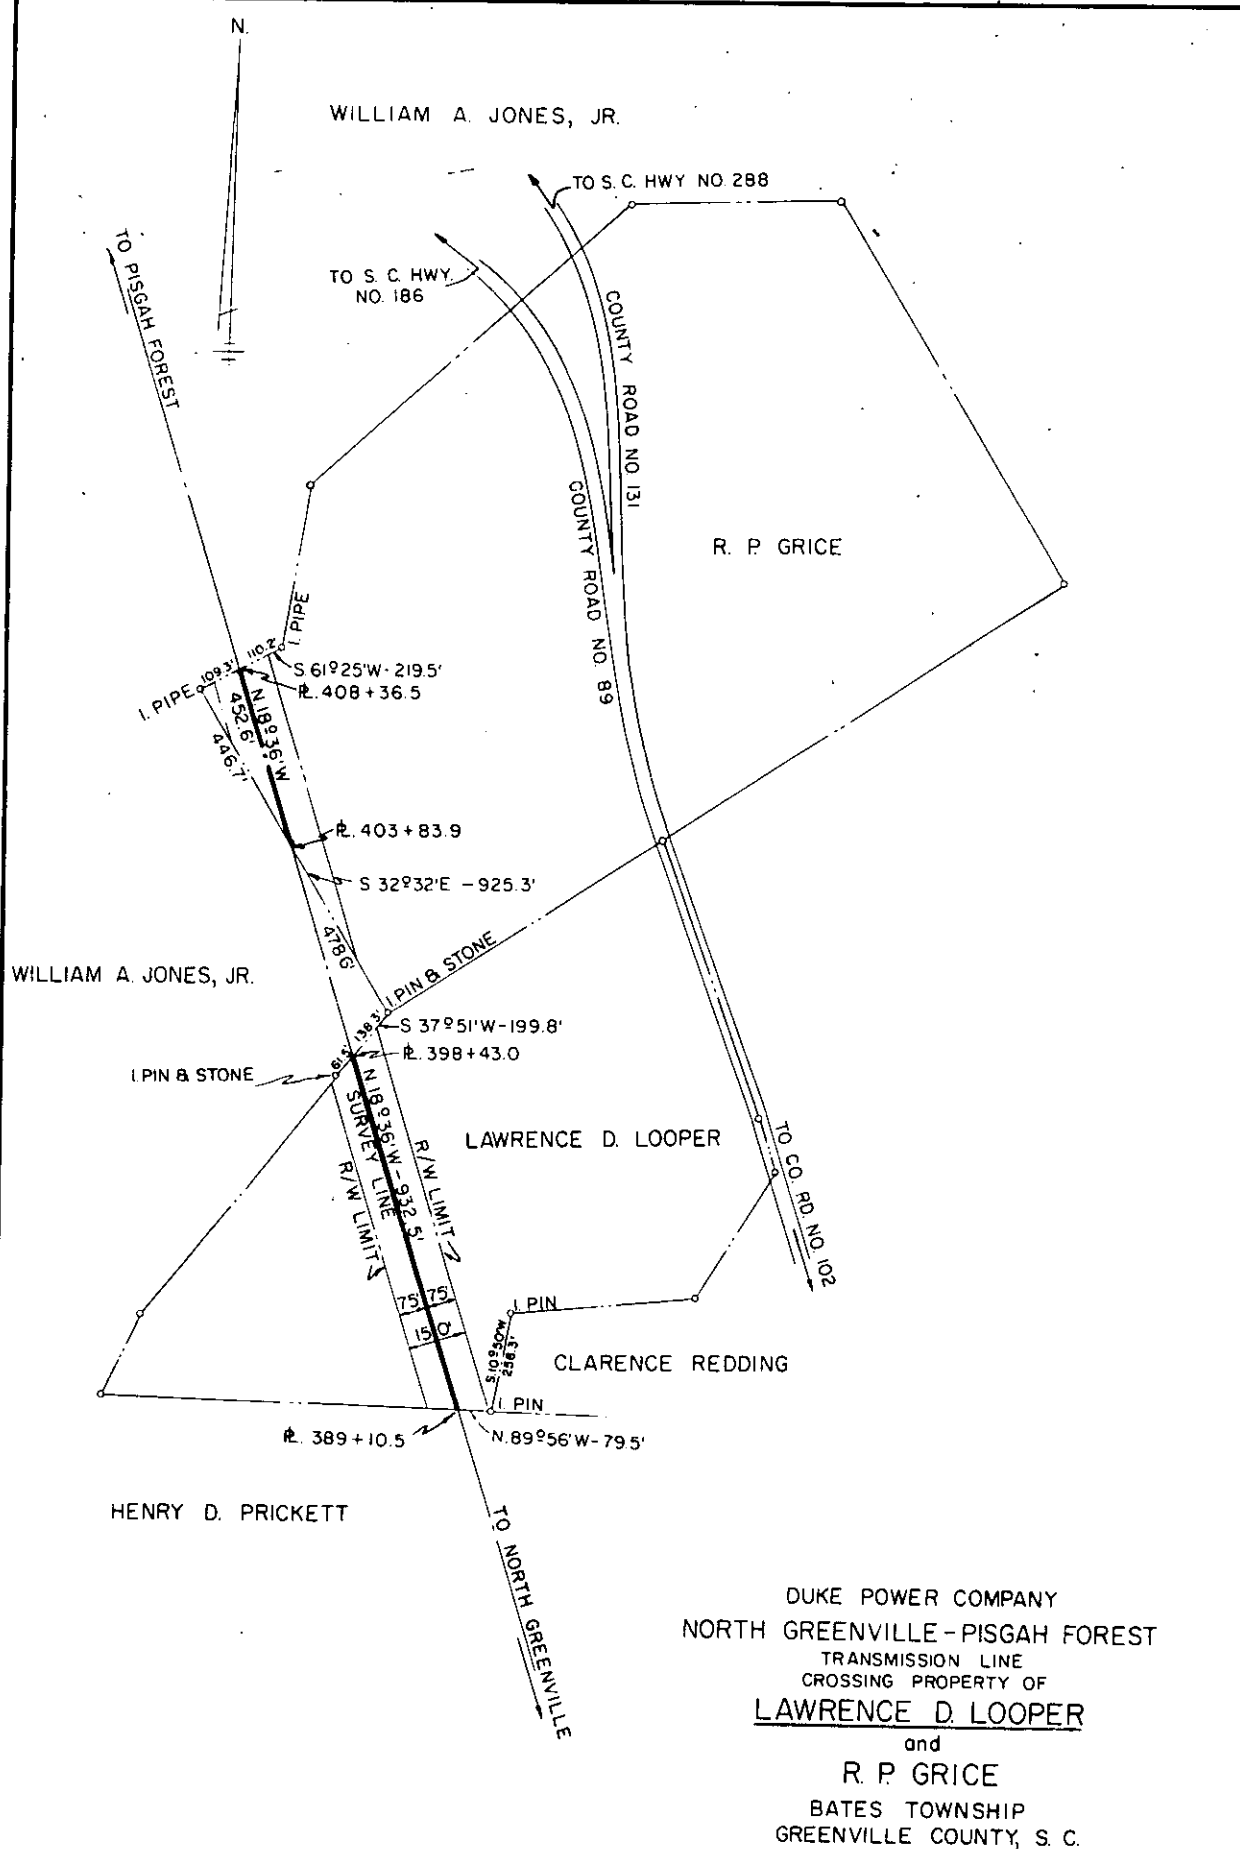 N.
WILLIAM A. JONES, JR.
TO S. C. HWY NO. 288
TO S. C. HWY.
NO. 186
TO PISGAH FOREST
COUNTY ROAD NO. 131
COUNTY ROAD NO. 89
R. P. GRICE
I. PIPE
110.2'
109.3'
S 61°25'W - 219.5'
I. PIPE
P̵L. 408 + 36.5
N. 18° 36' W
452.6'
446.7'
P̵L. 403 + 83.9
S 32°32'E - 925.3'
478.6'
I. PIN & STONE
WILLIAM A. JONES, JR.
138.3'
S 37°51'W - 199.8'
61.5'
P̵L. 398 + 43.0
I. PIN & STONE
N 18°36'W - 932.5'
SURVEY LINE
R/W LIMIT
R/W LIMIT
LAWRENCE D. LOOPER
TO CO. RD. NO. 102
75' 75'
150'
I. PIN
S. 10°50'W
256.3'
CLARENCE REDDING
I. PIN
P̵L. 389 + 10.5
N. 89°56'W - 79.5'
HENRY D. PRICKETT
TO NORTH GREENVILLE
DUKE POWER COMPANY
NORTH GREENVILLE - PISGAH FOREST
TRANSMISSION LINE
CROSSING PROPERTY OF
LAWRENCE D. LOOPER
and
R. P. GRICE
BATES TOWNSHIP
GREENVILLE COUNTY, S. C.